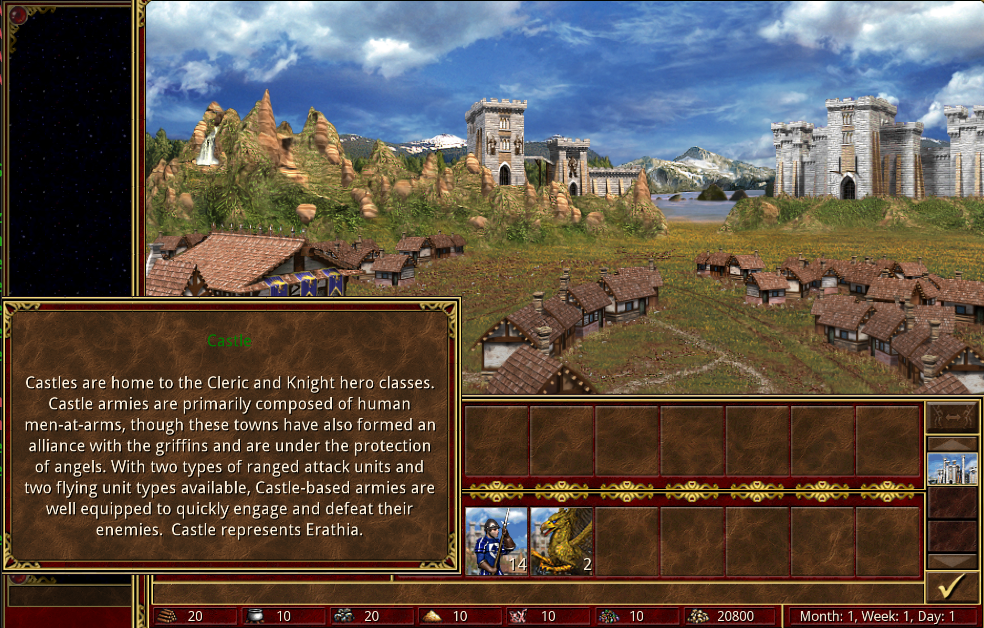 Castle
Castles are home to the Cleric and Knight hero classes.
Castle armies are primarily composed of human
men-at-arms, though these towns have also formed an
alliance with the griffins and are under the protection
of angels. With two types of ranged attack units and
two flying unit types available, Castle-based armies are
well equipped to quickly engage and defeat their
enemies. Castle represents Erathia.
14 2
20 10 20 10 10 10 20800 Month: 1, Week: 1, Day: 1